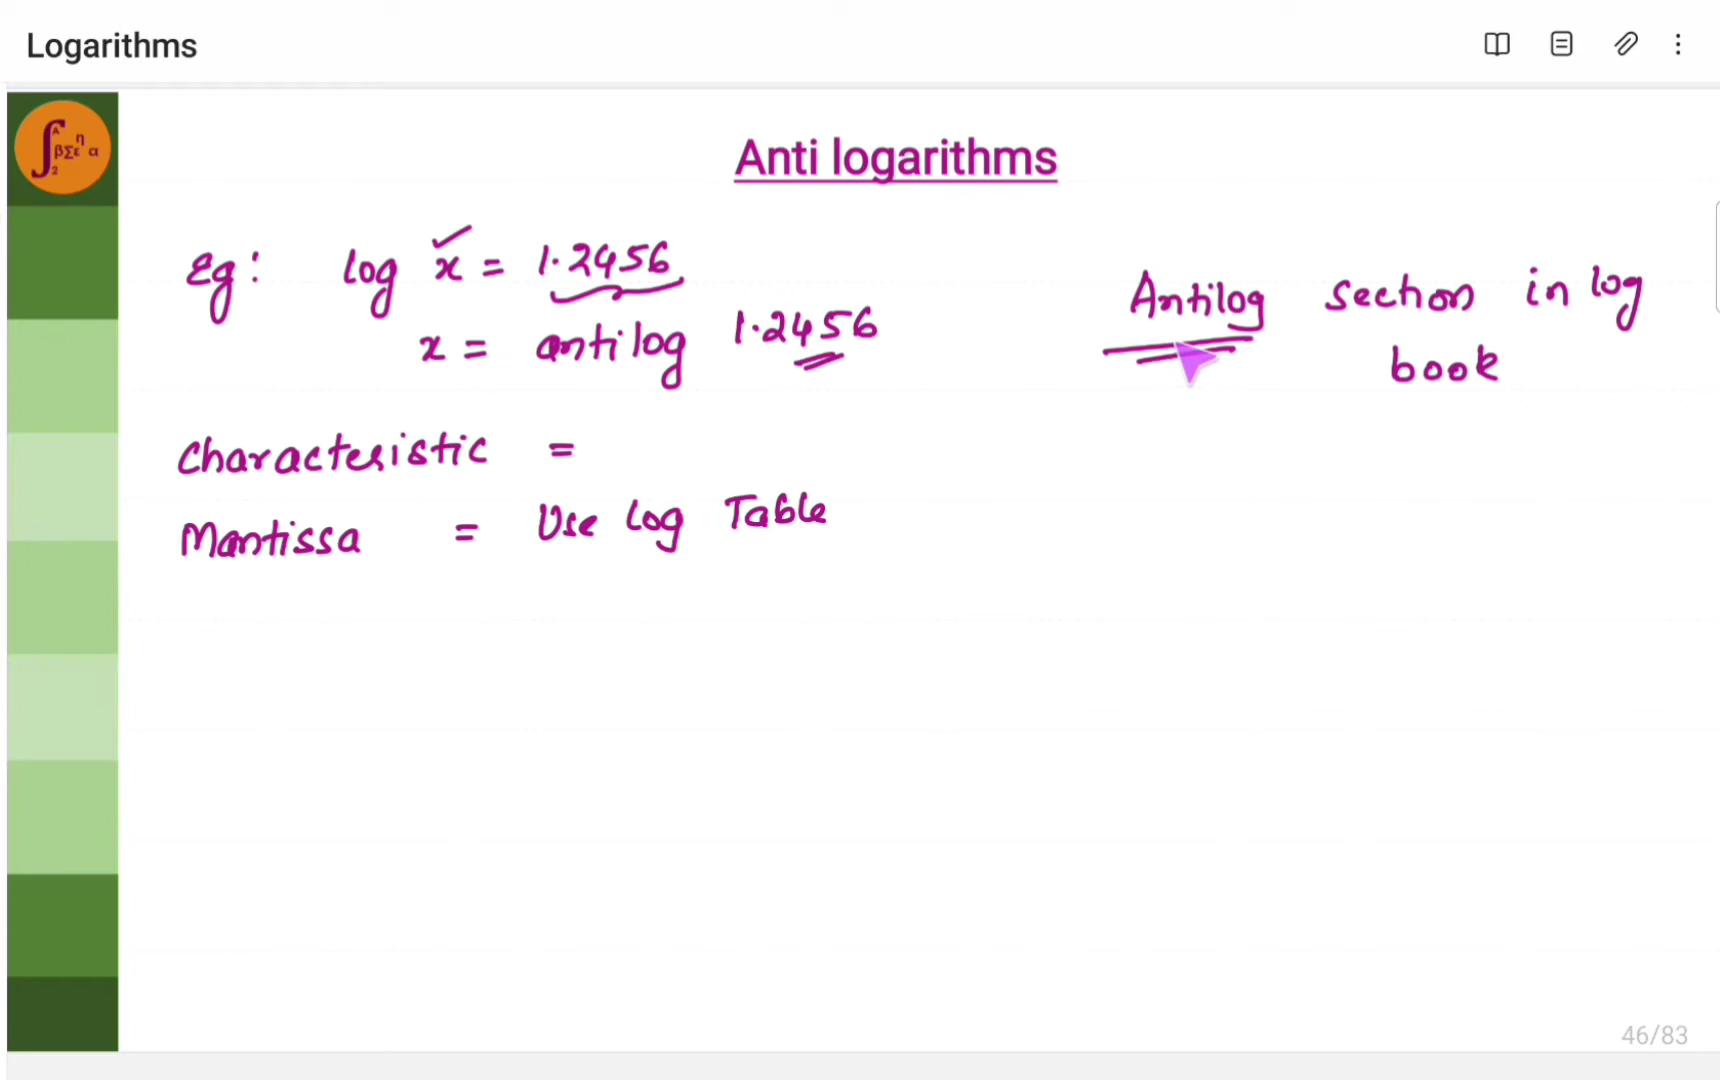 Logarithms
Anti logarithms
Eg: log x = 1.2456
x = antilog 1.2456
Antilog section in log
book
Characteristic =
Mantissa = Use Log Table
46/83